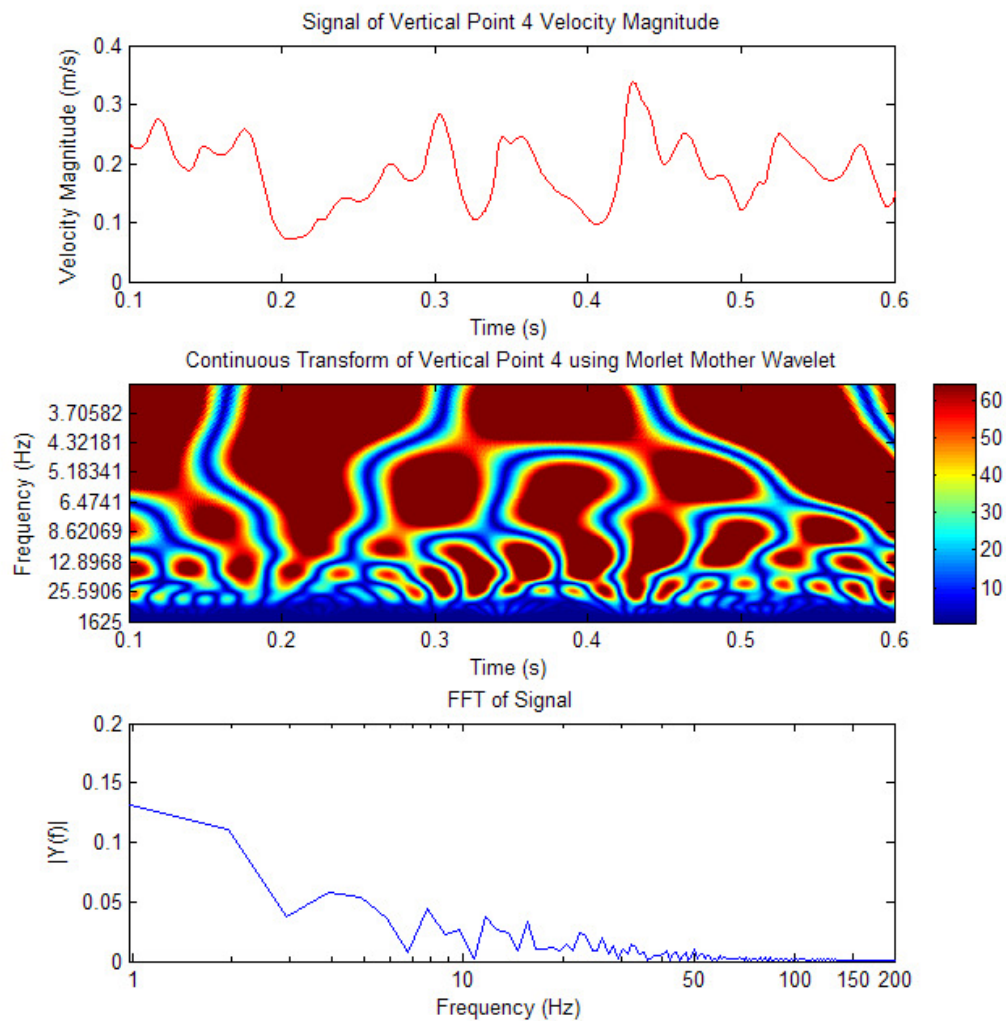 Signal of Vertical Point 4 Velocity Magnitude
Velocity Magnitude (m/s)
0.4
0.3
0.2
0.1
0
0.1 0.2 0.3 0.4 0.5 0.6
Time (s)
Continuous Transform of Vertical Point 4 using Morlet Mother Wavelet
Frequency (Hz)
3.70582
4.32181
5.18341
6.4741
8.62069
12.8968
25.5906
1625
60
50
40
30
20
10
0.1 0.2 0.3 0.4 0.5 0.6
Time (s)
FFT of Signal
|Y(f)|
0.2
0.15
0.1
0.05
0
1 10 50 100 150 200
Frequency (Hz)